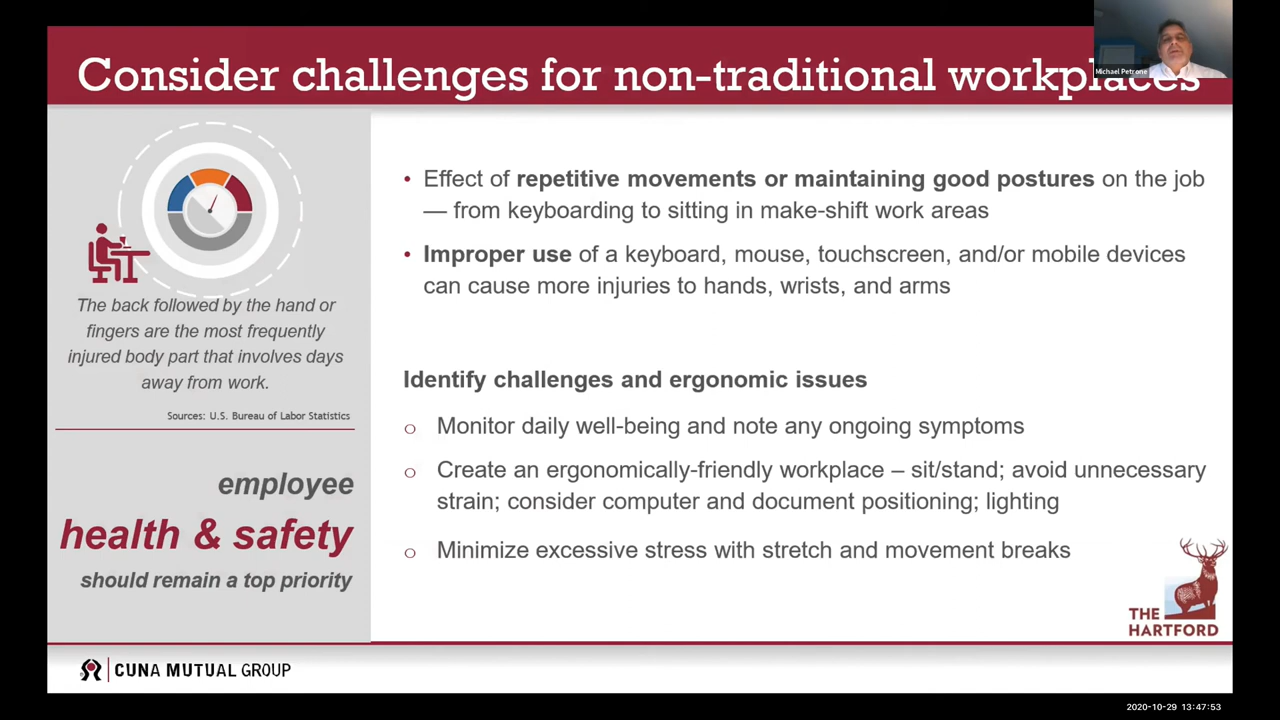 Consider challenges for non-traditional workplaces
Michael Petrone
The back followed by the hand or
fingers are the most frequently
injured body part that involves days
away from work.
Sources: U.S. Bureau of Labor Statistics
employee
health & safety
should remain a top priority
• Effect of repetitive movements or maintaining good postures on the job
— from keyboarding to sitting in make-shift work areas
• Improper use of a keyboard, mouse, touchscreen, and/or mobile devices
can cause more injuries to hands, wrists, and arms
Identify challenges and ergonomic issues
o Monitor daily well-being and note any ongoing symptoms
o Create an ergonomically-friendly workplace – sit/stand; avoid unnecessary
strain; consider computer and document positioning; lighting
o Minimize excessive stress with stretch and movement breaks
THE
HARTFORD
CUNA MUTUAL GROUP
2020-10-29 13:47:53